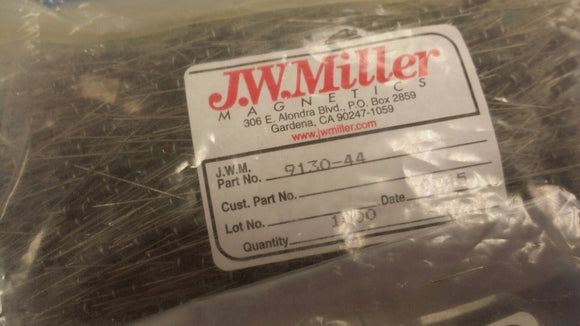 J.W.Miller
MAGNETICS
306 E. Alondra Blvd., P.O. Box 2859
Gardena, CA 90247-1059
www.jwmiller.com
J.W.M.
Part No. 9130-44
Cust. Part No.
Lot No. Date
Quantity 1000